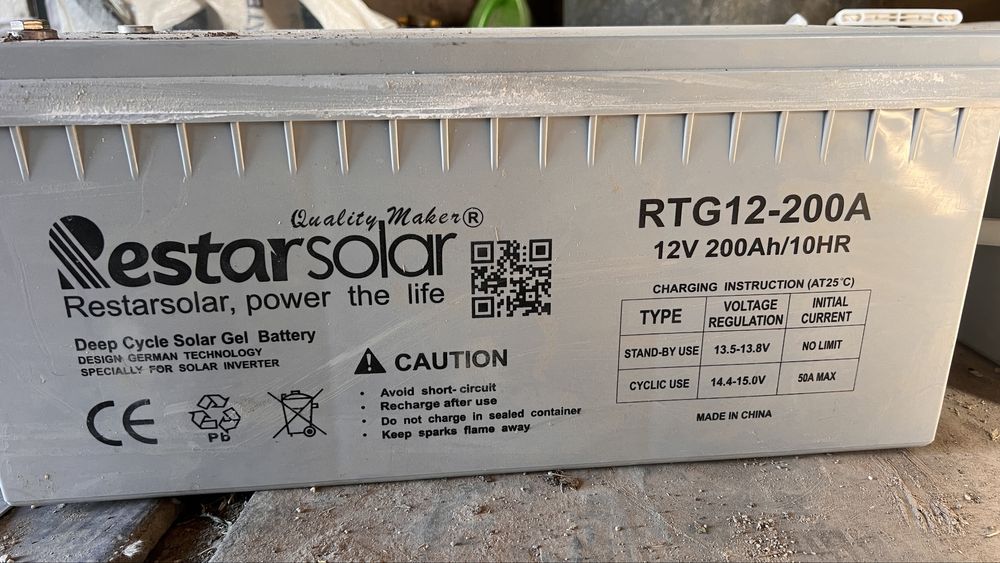 Quality Maker®
Restarsolar
Restarsolar, power the life
Deep Cycle Solar Gel Battery
DESIGN GERMAN TECHNOLOGY
SPECIALLY FOR SOLAR INVERTER
CE
Pb
CAUTION
• Avoid short-circuit
• Recharge after use
• Do not charge in sealed container
• Keep sparks flame away
RTG12-200A
12V 200Ah/10HR
CHARGING INSTRUCTION (AT25°C)
TYPE VOLTAGE REGULATION INITIAL CURRENT
STAND-BY USE 13.5-13.8V NO LIMIT
CYCLIC USE 14.4-15.0V 50A MAX
MADE IN CHINA